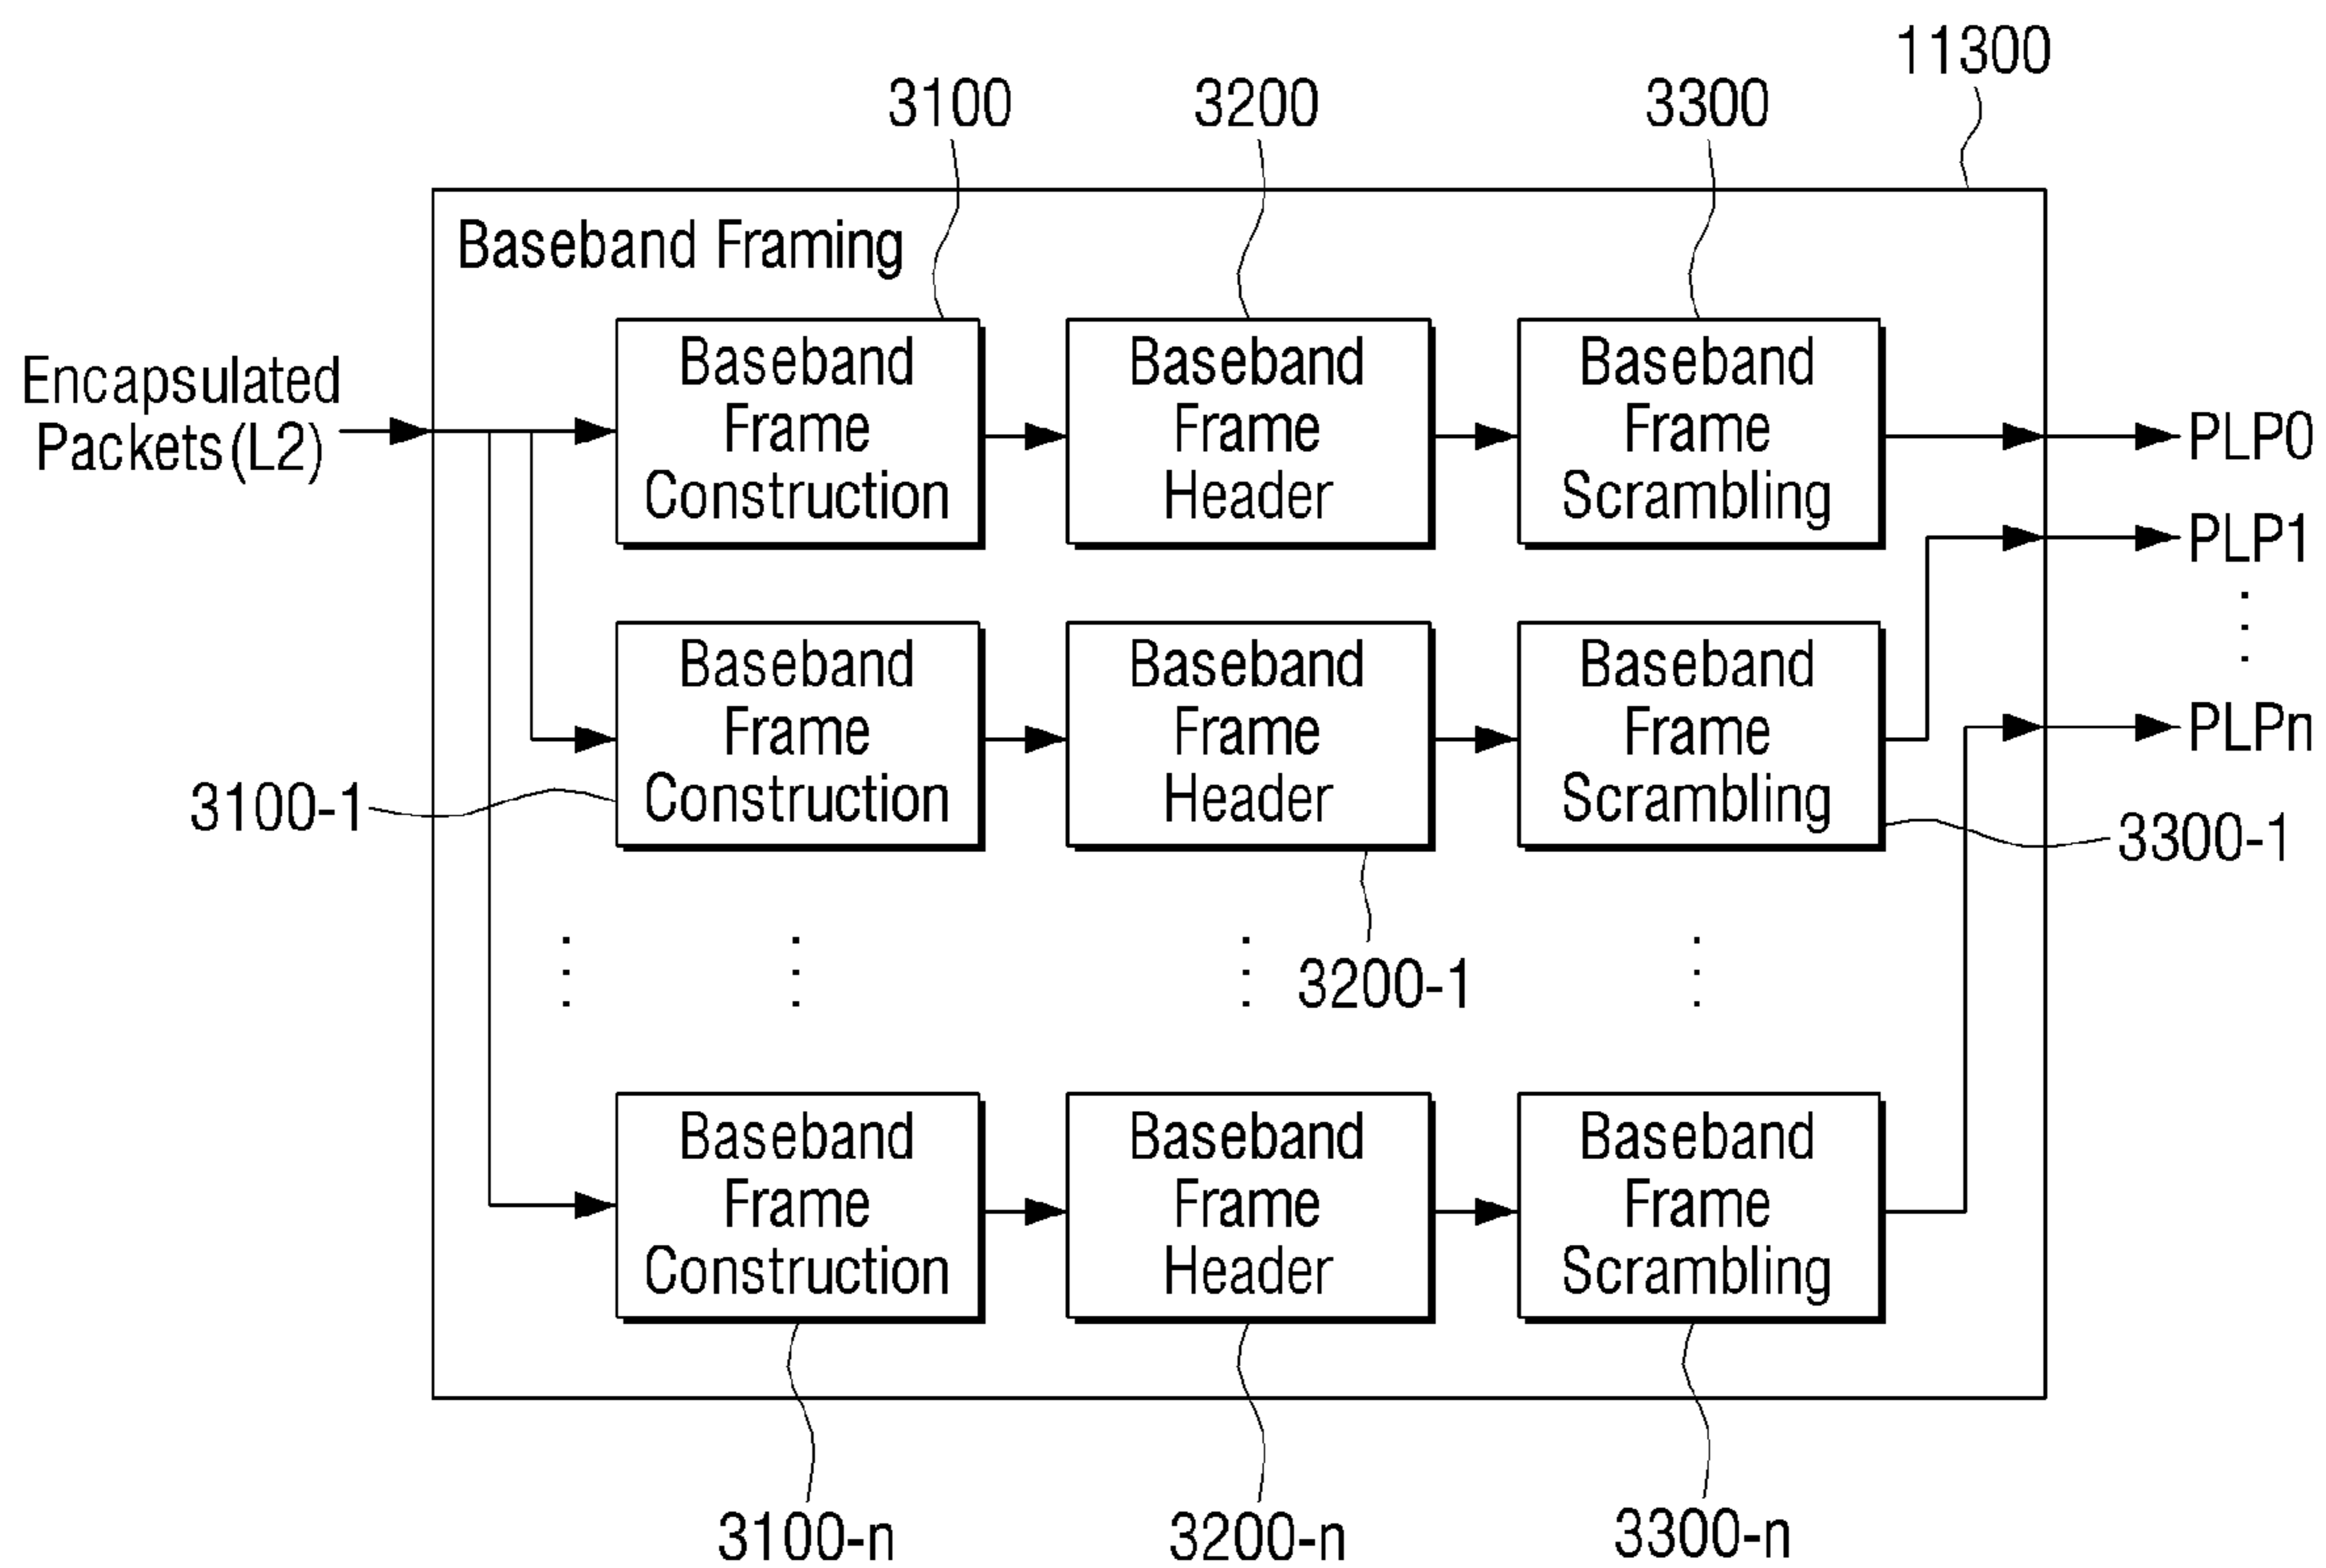 11300
3100
3200
3300
Baseband Framing
Encapsulated
Packets(L2)
Baseband
Frame
Construction
Baseband
Frame
Header
Baseband
Frame
Scrambling
PLP0
PLP1
PLPn
Baseband
Frame
Construction
Baseband
Frame
Header
Baseband
Frame
Scrambling
3100-1
3300-1
3200-1
Baseband
Frame
Construction
Baseband
Frame
Header
Baseband
Frame
Scrambling
3100-n
3200-n
3300-n